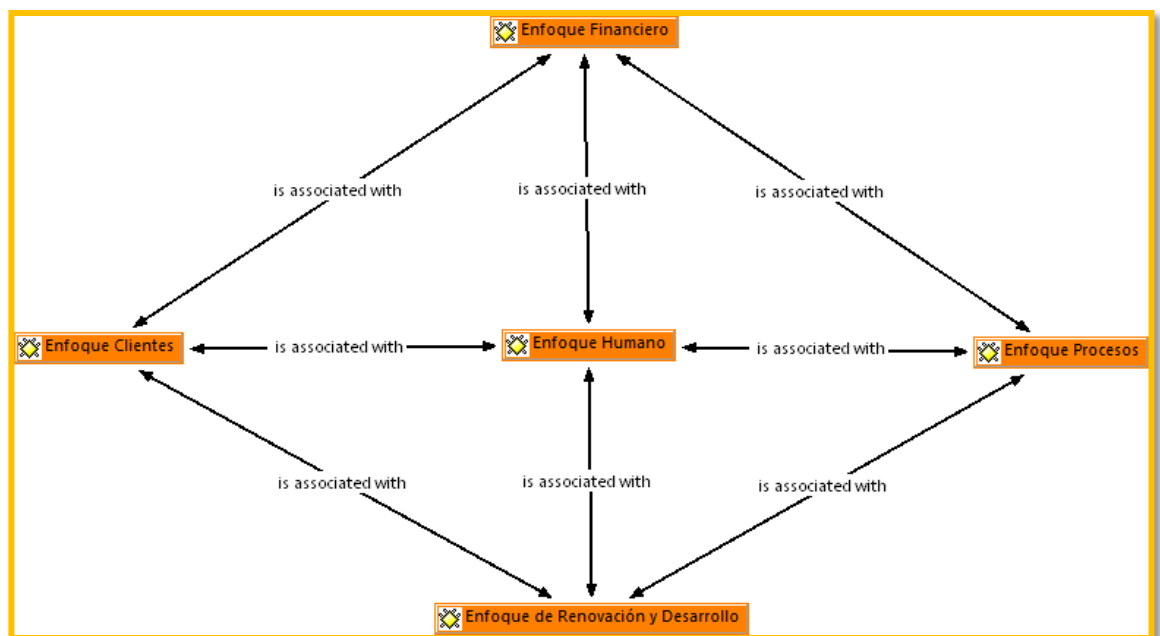 Enfoque Financiero
is associated with
is associated with
is associated with
Enfoque Clientes
is associated with
Enfoque Humano
is associated with
Enfoque Procesos
is associated with
is associated with
is associated with
Enfoque de Renovación y Desarrollo